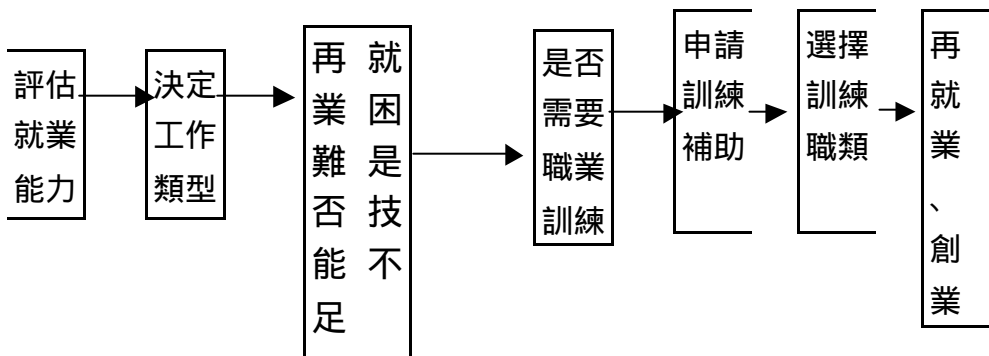 評估
就業
能力
決定
工作
類型
再就
業困
難是
否技
能不
足
是否
需要
職業
訓練
申請
訓練
補助
選擇
訓練
職類
再
就
業
、
創
業